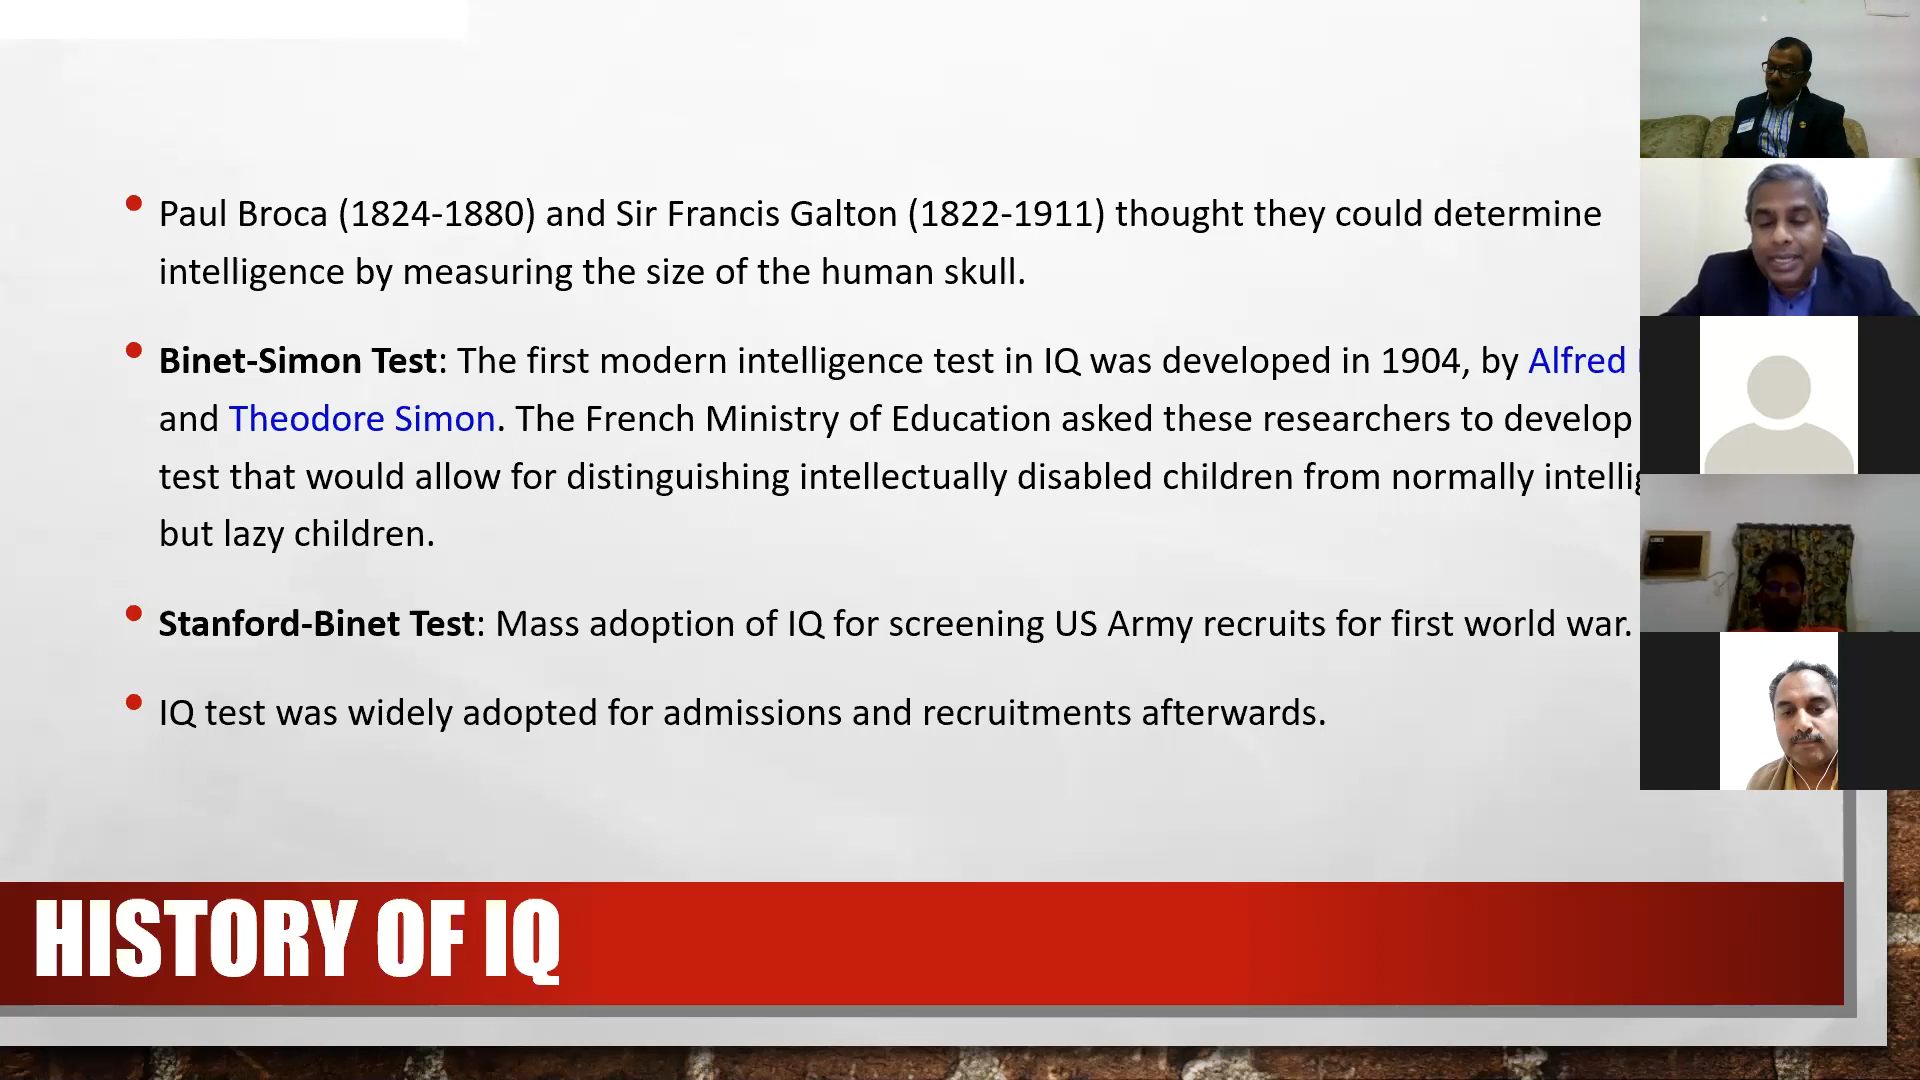 Paul Broca (1824-1880) and Sir Francis Galton (1822-1911) thought they could determine
intelligence by measuring the size of the human skull.
Binet-Simon Test: The first modern intelligence test in IQ was developed in 1904, by Alfred
and Theodore Simon. The French Ministry of Education asked these researchers to develop
test that would allow for distinguishing intellectually disabled children from normally
but lazy children.
Stanford-Binet Test: Mass adoption of IQ for screening US Army recruits for first world war.
IQ test was widely adopted for admissions and recruitments afterwards.
HISTORY OF IQ